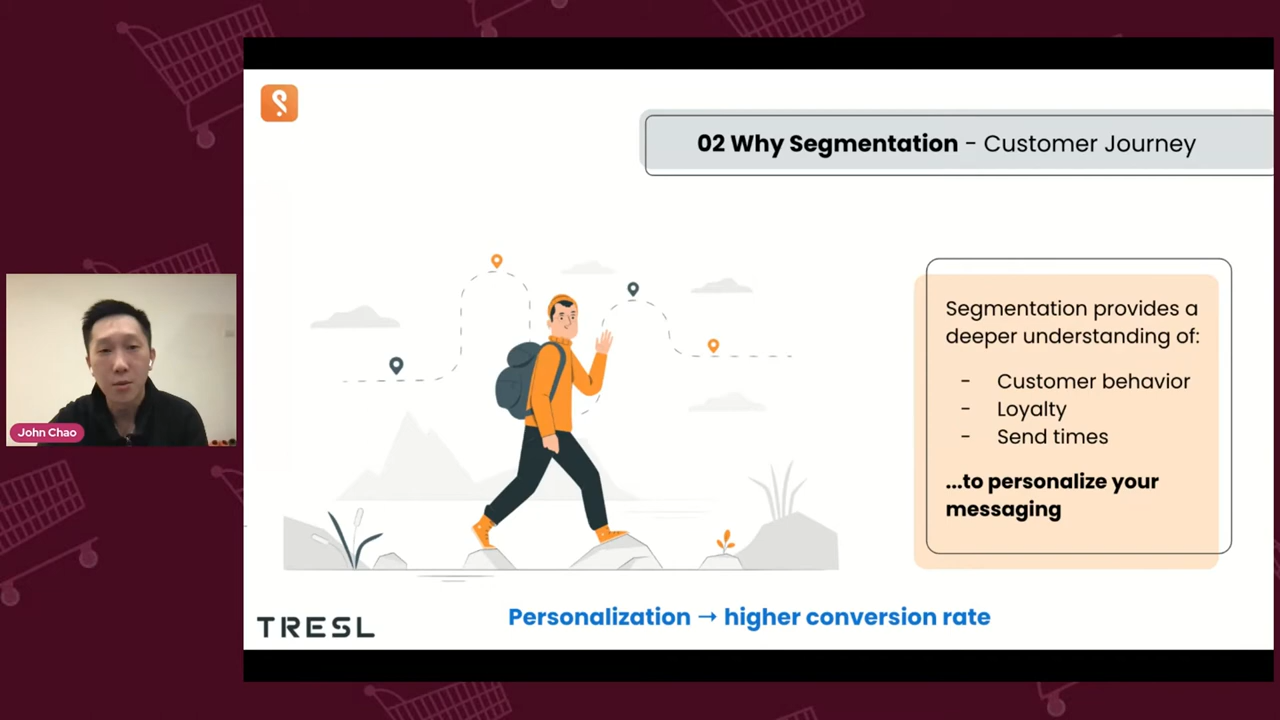 02 Why Segmentation - Customer Journey
Segmentation provides a
deeper understanding of:
- Customer behavior
- Loyalty
- Send times
...to personalize your
messaging
John Chao
Personalization → higher conversion rate
TRESL